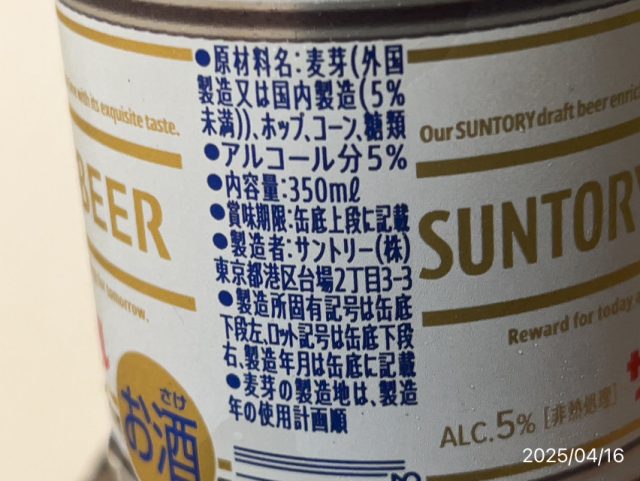 ●原材料名:麦芽(外国
製造又は国内製造(5%
未満))、ホップ、コーン、糖類
●アルコール分5%
●内容量:350mℓ
●賞味期限:缶底上段に記載
●製造者:サントリー(株)
東京都港区台場2丁目3-3
●製造所固有記号は缶底
下段左、ロット記号は缶底下段
右、製造年月は缶底に記載
●麦芽の製造地は、製造
年の使用計画順
with its exquisite taste.
BEER
tomorrow.
さけ
お酒
Our SUNTORY draft beer
SUNTORY
Reward for today
ALC.5% [非熱処理]
2025/04/16